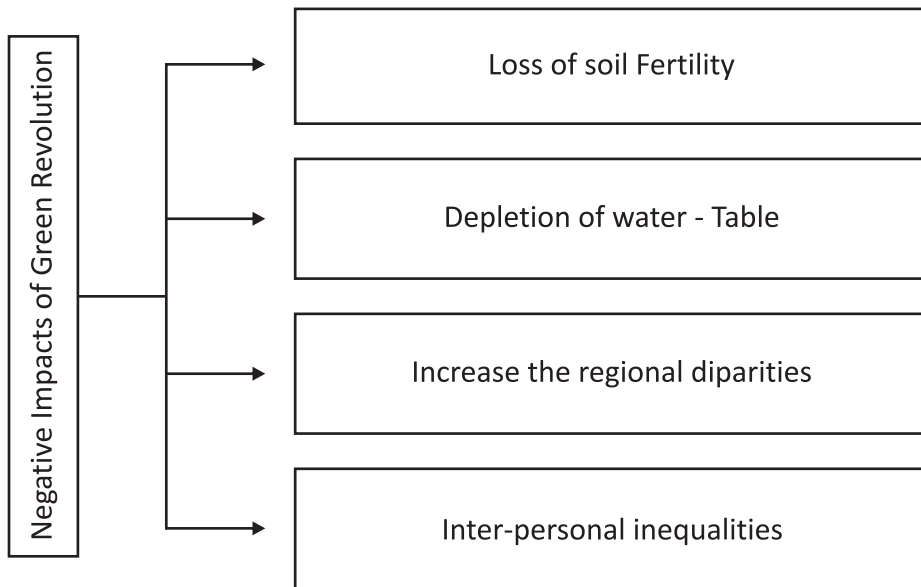 Negative Impacts of Green Revolution
Loss of soil Fertility
Depletion of water - Table
Increase the regional diparities
Inter-personal inequalities